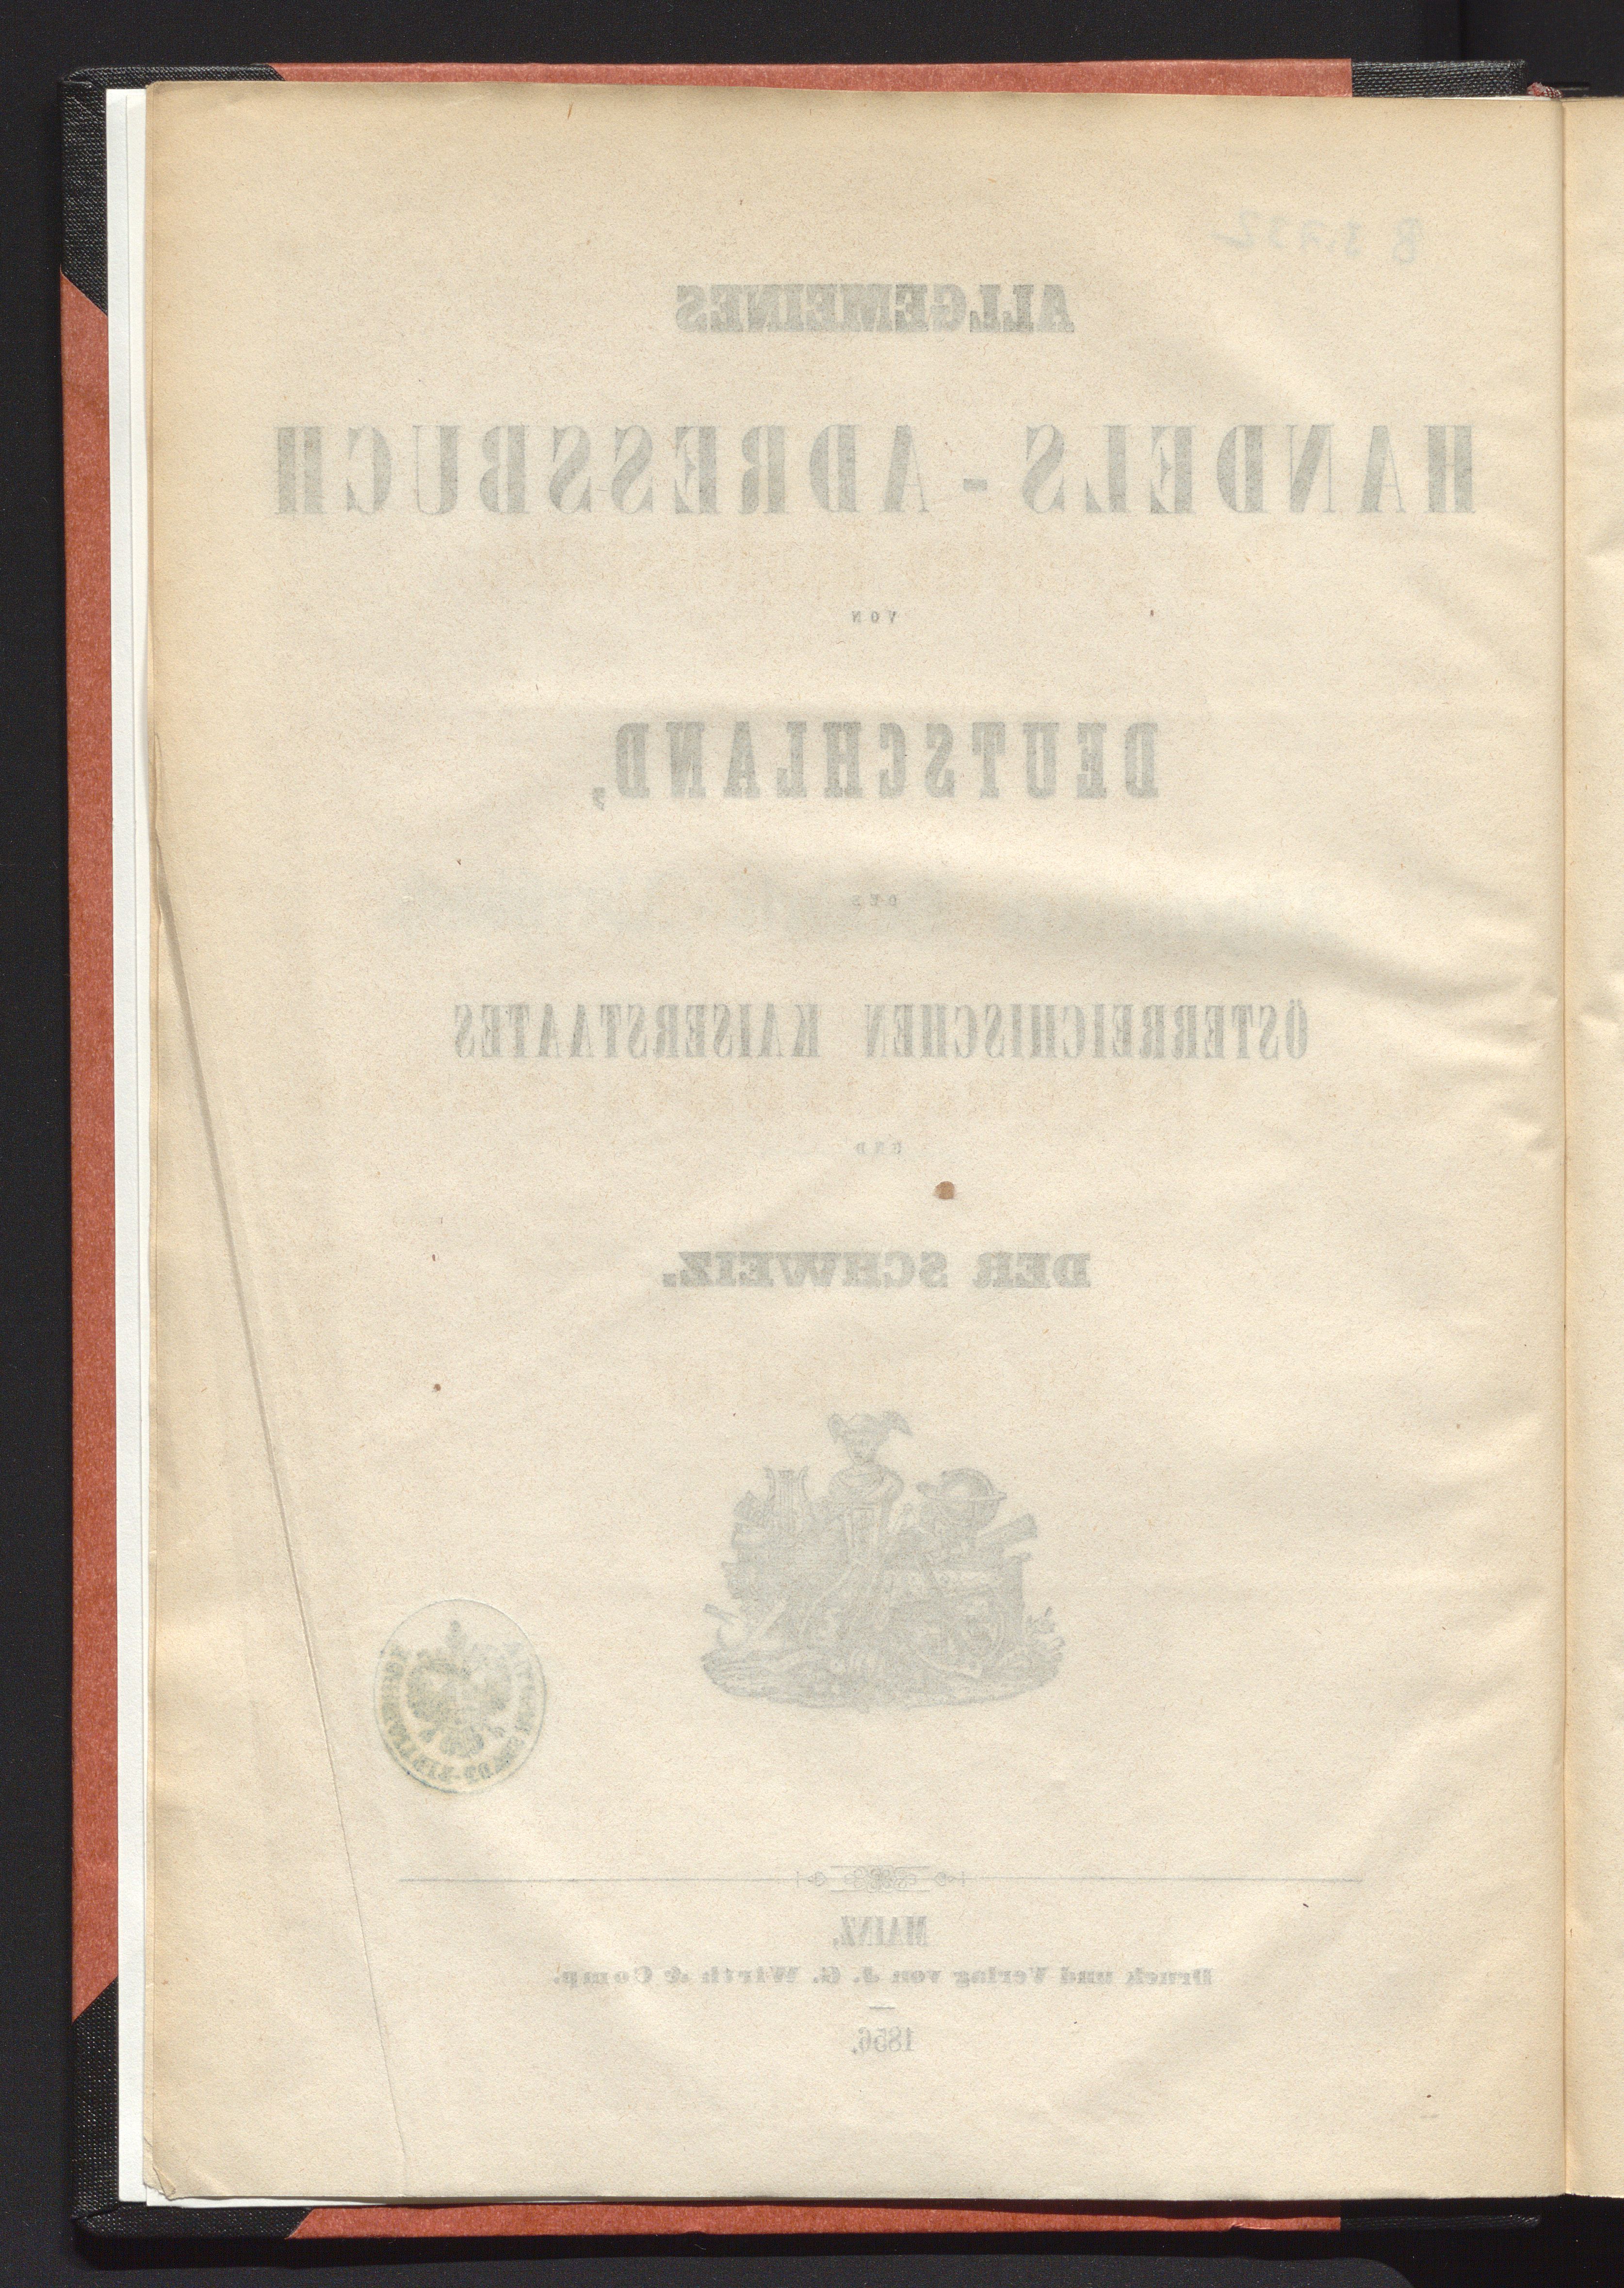 ALLGEMEINES
HANDELS-ADRESSBUCH
VON
DEUTSCHLAND,
DES
ÖSTERREICHISCHEN KAISERSTAATES
UND
DER SCHWEIZ.
MAINZ.
Druck und Verlag von J. G. Wirth & Comp.
1856.